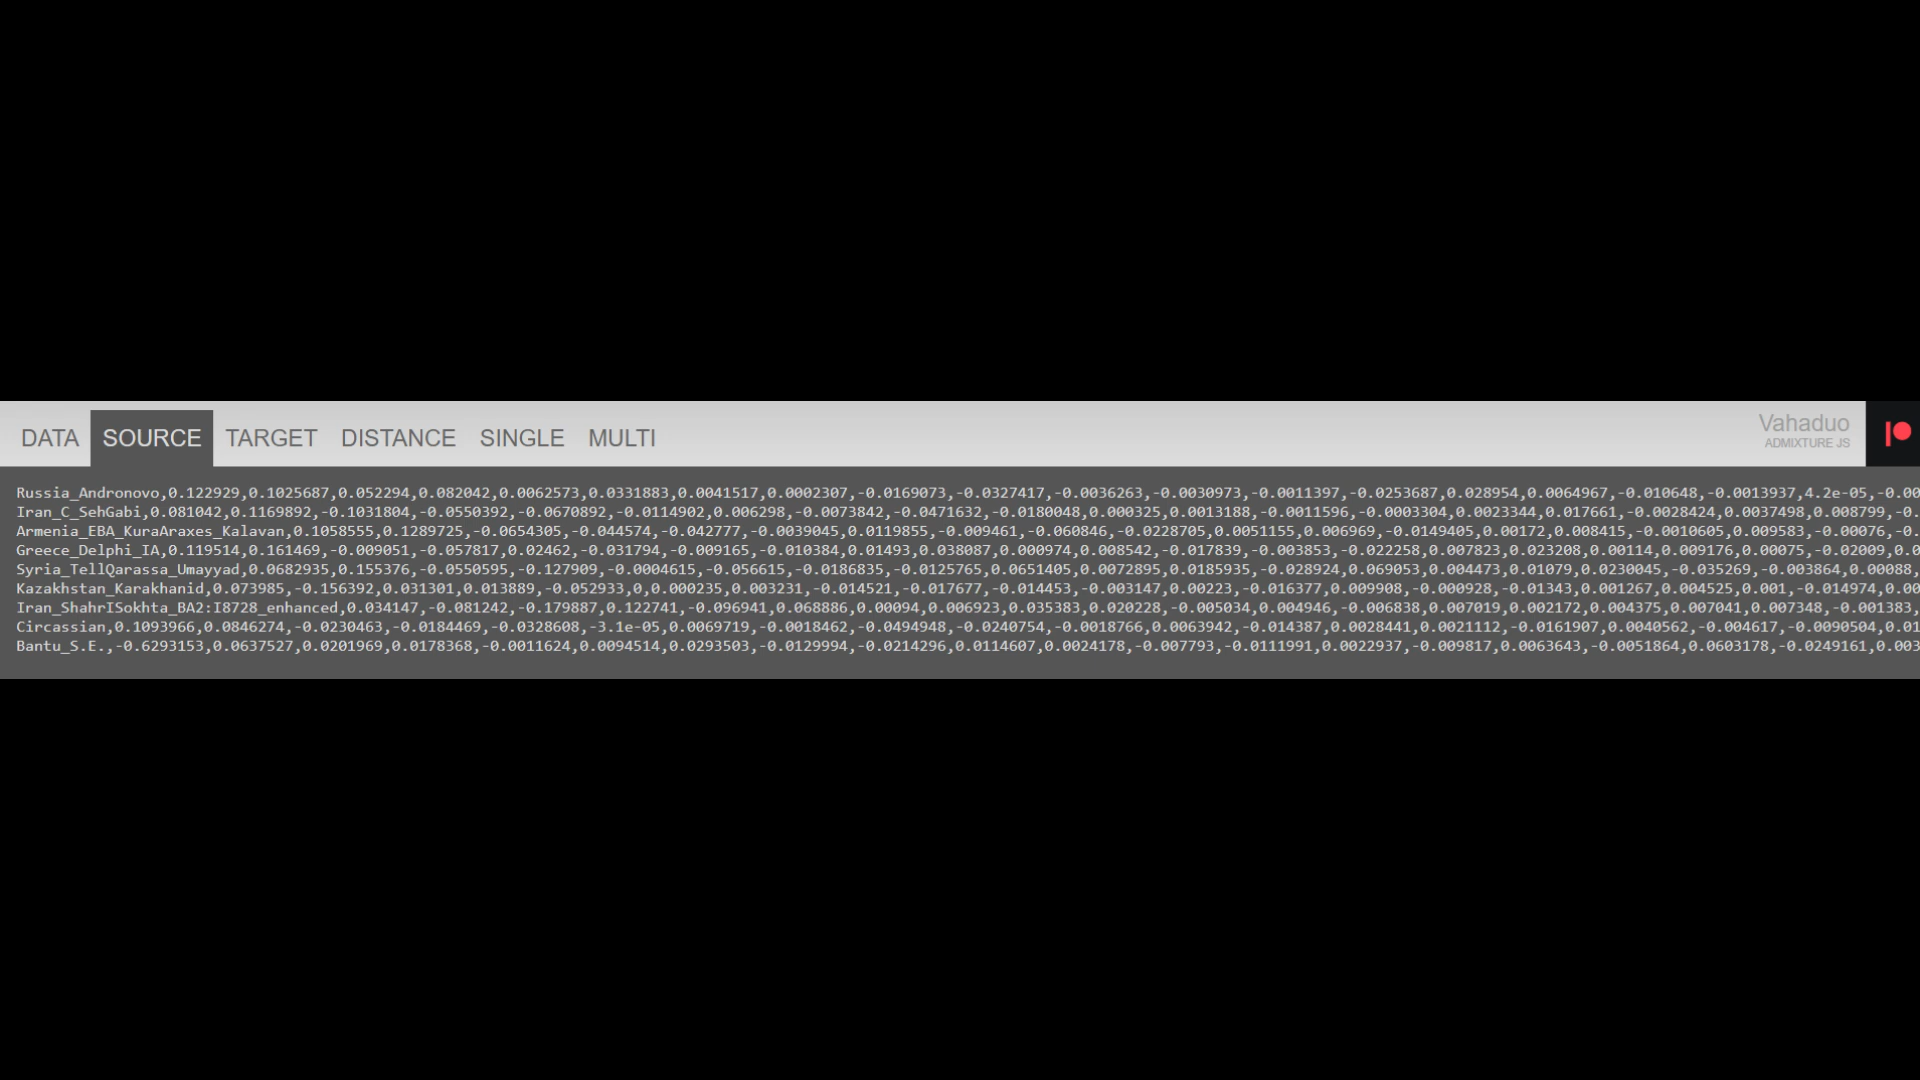 DATA SOURCE TARGET DISTANCE SINGLE MULTI
Vahaduo
ADMIXTURE JS
Russia_Andronovo,0.122929,0.1025687,0.052294,0.082042,0.0062573,0.0331883,0.0041517,0.0002307,-0.0169073,-0.0327417,-0.0036263,-0.0030973,-0.0011397,-0.0253687,0.028954,0.0064967,-0.010648,-0.0013937,4.2e-05,-0.00
Iran_C_SehGabi,0.081042,0.1169892,-0.1031804,-0.0550392,-0.0670892,-0.0114902,0.006298,-0.0073842,-0.0471632,-0.0180048,0.000325,0.0013188,-0.0011596,-0.0003304,0.0023344,0.017661,-0.0028424,0.0037498,0.008799,-0.
Armenia_EBA_KuraAraxes_Kalavan,0.1058555,0.1289725,-0.0654305,-0.044574,-0.042777,-0.0039045,0.0119855,-0.009461,-0.060846,-0.0228705,0.0051155,0.006969,-0.0149405,0.00172,0.008415,-0.0010605,0.009583,-0.00076,-0.
Greece_Delphi_IA,0.119514,0.161469,-0.009051,-0.057817,0.02462,-0.031794,-0.009165,-0.010384,0.01493,0.038087,0.000974,0.008542,-0.017839,-0.003853,-0.022258,0.007823,0.023208,0.00114,0.009176,0.00075,-0.02009,0.0
Syria_TellQarassa_Umayyad,0.0682935,0.155376,-0.0550595,-0.127909,-0.0004615,-0.056615,-0.0186835,-0.0125765,0.0651405,0.0072895,0.0185935,-0.028924,0.069053,0.004473,0.01079,0.0230045,-0.035269,-0.003864,0.00088,
Kazakhstan_Karakhanid,0.073985,-0.156392,0.031301,0.013889,-0.052933,0,0.000235,0.003231,-0.014521,-0.017677,-0.014453,-0.003147,0.00223,-0.016377,0.009908,-0.000928,-0.01343,0.001267,0.004525,0.001,-0.014974,0.00
Iran_ShahrISokhta_BA2:I8728_enhanced,0.034147,-0.081242,-0.179887,0.122741,-0.096941,0.068886,0.00094,0.006923,0.035383,0.020228,-0.005034,0.004946,-0.006838,0.007019,0.002172,0.004375,0.007041,0.007348,-0.001383,
Circassian,0.1093966,0.0846274,-0.0230463,-0.0184469,-0.0328608,-3.1e-05,0.0069719,-0.0018462,-0.0494948,-0.0240754,-0.0018766,0.0063942,-0.014387,0.0028441,0.0021112,-0.0161907,0.0040562,-0.004617,-0.0090504,0.01
Bantu_S.E.,-0.6293153,0.0637527,0.0201969,0.0178368,-0.0011624,0.0094514,0.0293503,-0.0129994,-0.0214296,0.0114607,0.0024178,-0.007793,-0.0111991,0.0022937,-0.009817,0.0063643,-0.0051864,0.0603178,-0.0249161,0.003